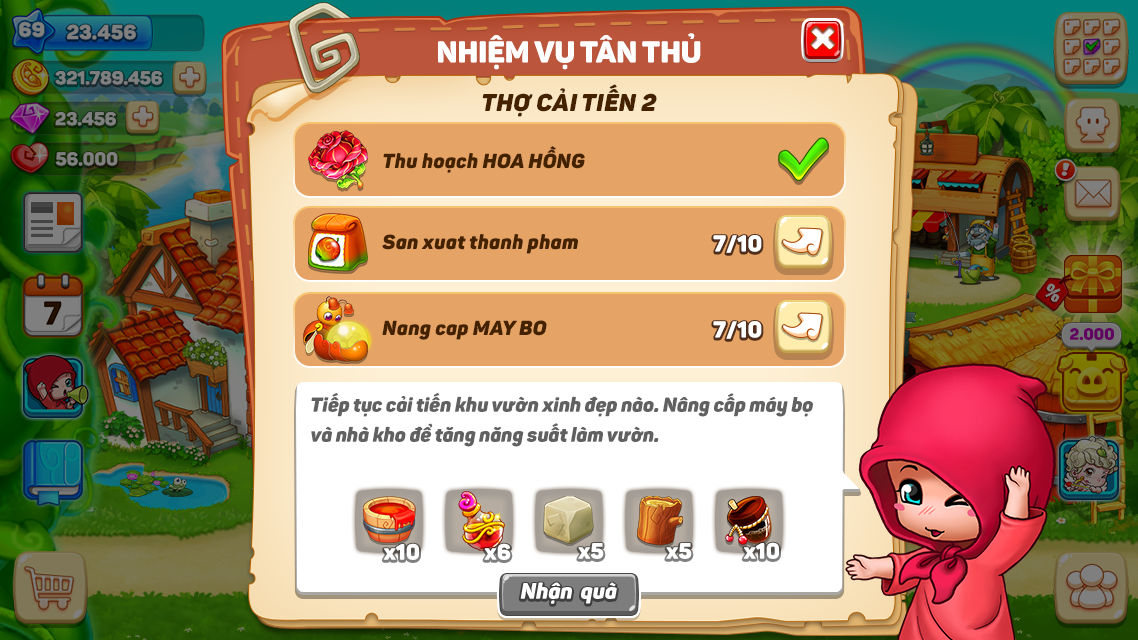 69
23.456
321.789.456
23.456
56.000
7
NHIỆM VỤ TÂN THỦ
THỢ CẢI TIẾN 2
Thu hoạch HOA HỒNG
San xuat thanh pham
7/10
Nang cap MAY BO
7/10
Tiếp tục cải tiến khu vườn xinh đẹp nào. Nâng cấp máy bọ
và nhà kho để tăng năng suất làm vườn.
x10
x6
x5
x5
x10
Nhận quà
%
2.000